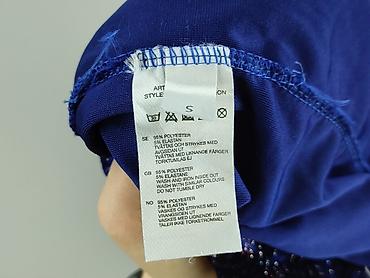 ART
STYLE ON
S
SE 95% POLYESTER
5% ELASTAN
TVÄTTAS OCH STRYKES MED
AVIGSIDAN UT
TVÄTTAS MED LIKNANDE FÄRGER
TORKTUMLAS EJ
GB 95% POLYESTER
5% ELASTANE
WASH AND IRON INSIDE OUT
WASH WITH SIMILAR COLOURS
DO NOT TUMBLE DRY
NO 95% POLYESTER
5% ELASTAN
VASKES OG STRYKES MED
VRANGSIDEN UT
VASKES MED LIGNENDE FARGER
TÅLER IKKE TORKETROMMEL